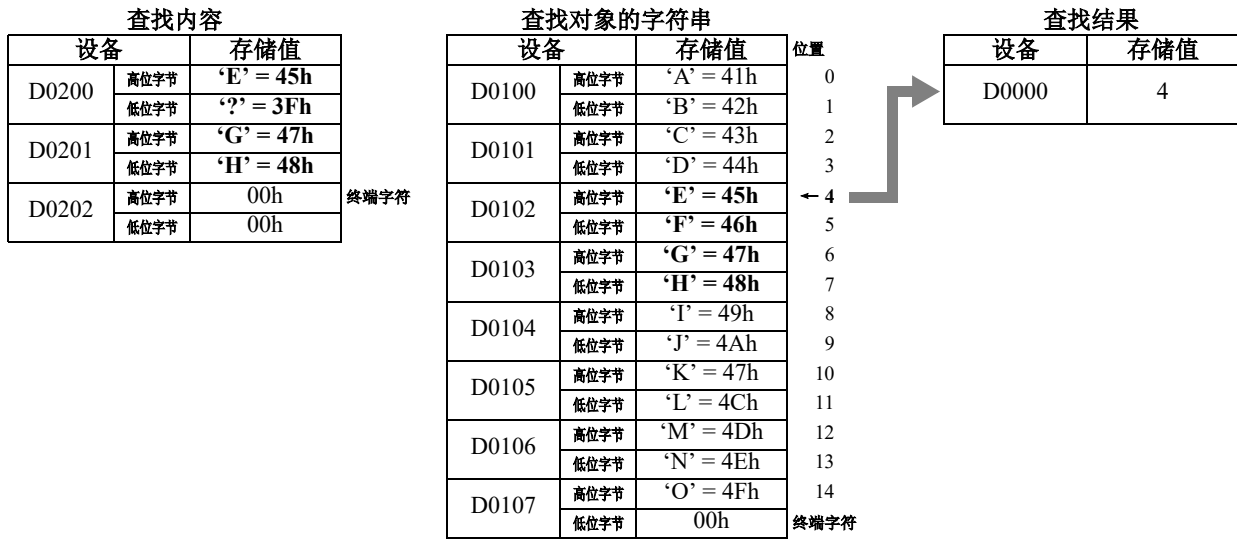 查找内容
设备 存储值
D0200 高位字节 ‘E’ = 45h
低位字节 ‘?’ = 3Fh
D0201 高位字节 ‘G’ = 47h
低位字节 ‘H’ = 48h
D0202 高位字节 00h 终端字符
低位字节 00h
查找对象的字符串
设备 存储值 位置
D0100 高位字节 ‘A’ = 41h 0
低位字节 ‘B’ = 42h 1
D0101 高位字节 ‘C’ = 43h 2
低位字节 ‘D’ = 44h 3
D0102 高位字节 ‘E’ = 45h ← 4
低位字节 ‘F’ = 46h 5
D0103 高位字节 ‘G’ = 47h 6
低位字节 ‘H’ = 48h 7
D0104 高位字节 ‘I’ = 49h 8
低位字节 ‘J’ = 4Ah 9
D0105 高位字节 ‘K’ = 47h 10
低位字节 ‘L’ = 4Ch 11
D0106 高位字节 ‘M’ = 4Dh 12
低位字节 ‘N’ = 4Eh 13
D0107 高位字节 ‘O’ = 4Fh 14
低位字节 00h 终端字符
查找结果
设备 存储值
D0000 4